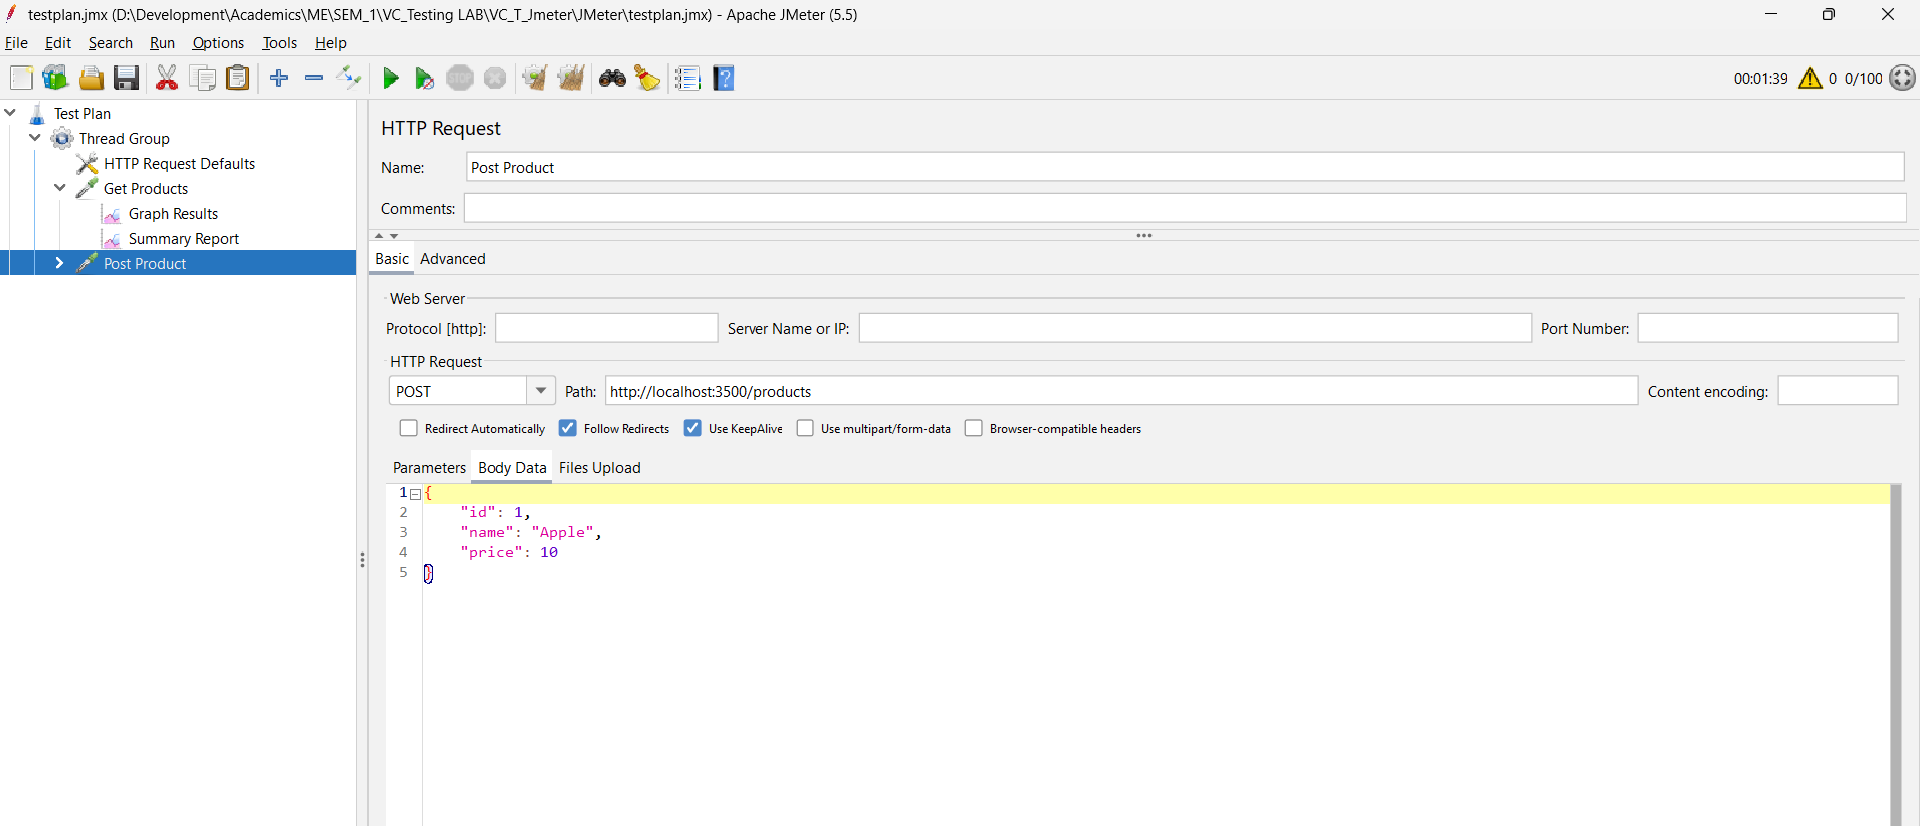 testplan.jmx (D:\Development\Academics\ME\SEM_1\VC_Testing LAB\VC_T_Jmeter\JMeter\testplan.jmx) - Apache JMeter (5.5)
File Edit Search Run Options Tools Help
STOP 00:01:39 0 0/100
Test Plan
Thread Group
HTTP Request Defaults
Get Products
Graph Results
Summary Report
Post Product
HTTP Request
Name: Post Product
Comments:
Basic Advanced
Web Server
Protocol [http]: Server Name or IP: Port Number:
HTTP Request
POST Path: http://localhost:3500/products Content encoding:
Redirect Automatically Follow Redirects Use KeepAlive Use multipart/form-data Browser-compatible headers
Parameters Body Data Files Upload
1 {
2 "id": 1,
3 "name": "Apple",
4 "price": 10
5 }